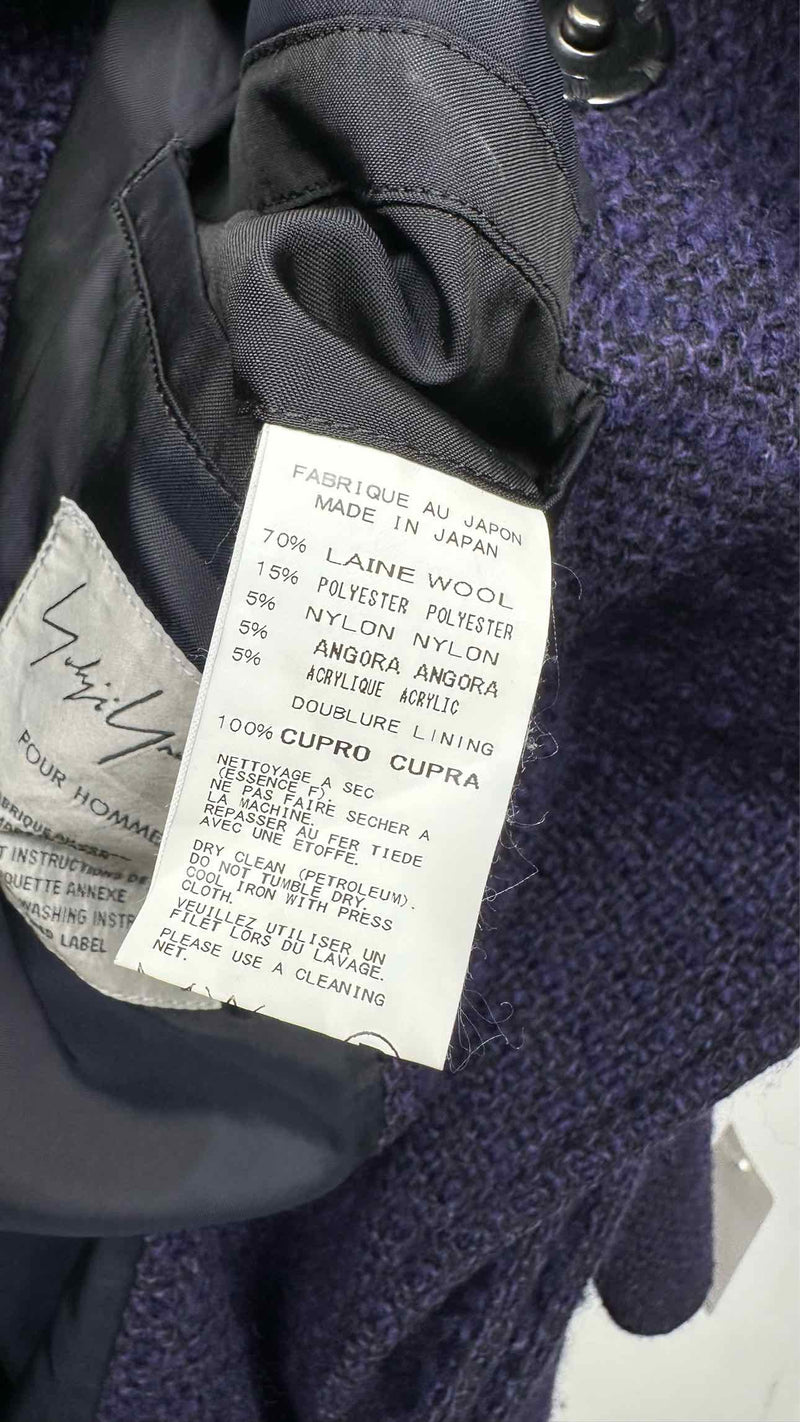 FABRIQUE AU JAPON
MADE IN JAPAN
70% LAINE WOOL
15% POLYESTER POLYESTER
5% NYLON NYLON
5% ANGORA ANGORA
5% ACRYLIQUE ACRYLIC
DOUBLURE LINING
100% CUPRO CUPRA
NETTOYAGE A SEC
(ESSENCE F).
NE PAS FAIRE SECHER A
LA MACHINE.
REPASSER AU FER TIEDE
AVEC UNE ETOFFE.
DRY CLEAN (PETROLEUM).
DO NOT TUMBLE DRY.
COOL IRON WITH PRESS
CLOTH.
VEUILLEZ UTILISER UN
FILET LORS DU LAVAGE.
PLEASE USE A CLEANING
NET.
Yohji Ya
POUR HOMME
INSTRUCTIONS DE
QUETTE ANNEXE
WASHING INSTR
LABEL